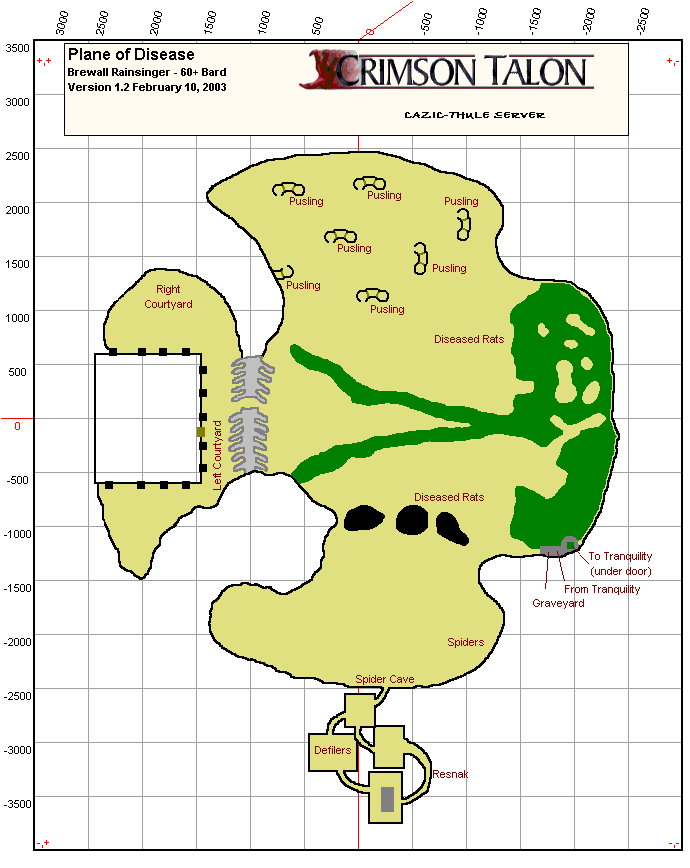 3000 2500 2000 1500 1000 500 0 -500 -1000 -1500 -2000 -2500
3500
3000
2500
2000
1500
1000
500
0
-500
-1000
-1500
-2000
-2500
-3000
-3500
Plane of Disease
Brewall Rainsinger - 60+ Bard
Version 1.2 February 10, 2003
CRIMSON TALON
CAZIC-THULE SERVER
Pusling
Pusling
Pusling
Pusling
Pusling
Pusling
Pusling
Right
Courtyard
Diseased Rats
Left Courtyard
Diseased Rats
To Tranquility
(under door)
From Tranquility
Graveyard
Spiders
Spider Cave
Defilers
Resnak